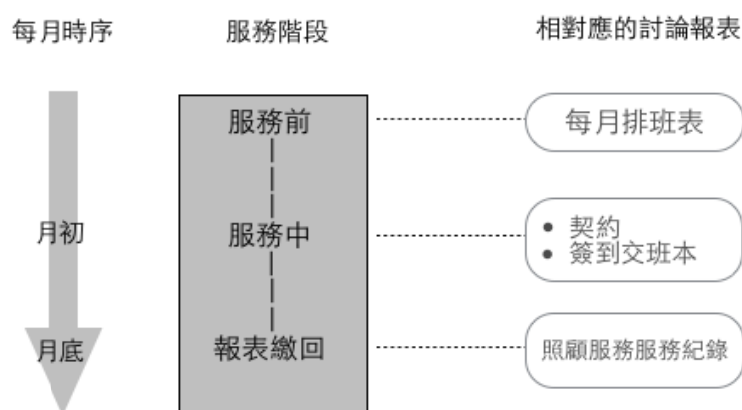 每月時序
服務階段
相對應的討論報表
服務前
每月排班表
月初
服務中
• 契約
• 簽到交班本
月底
報表繳回
照顧服務服務紀錄